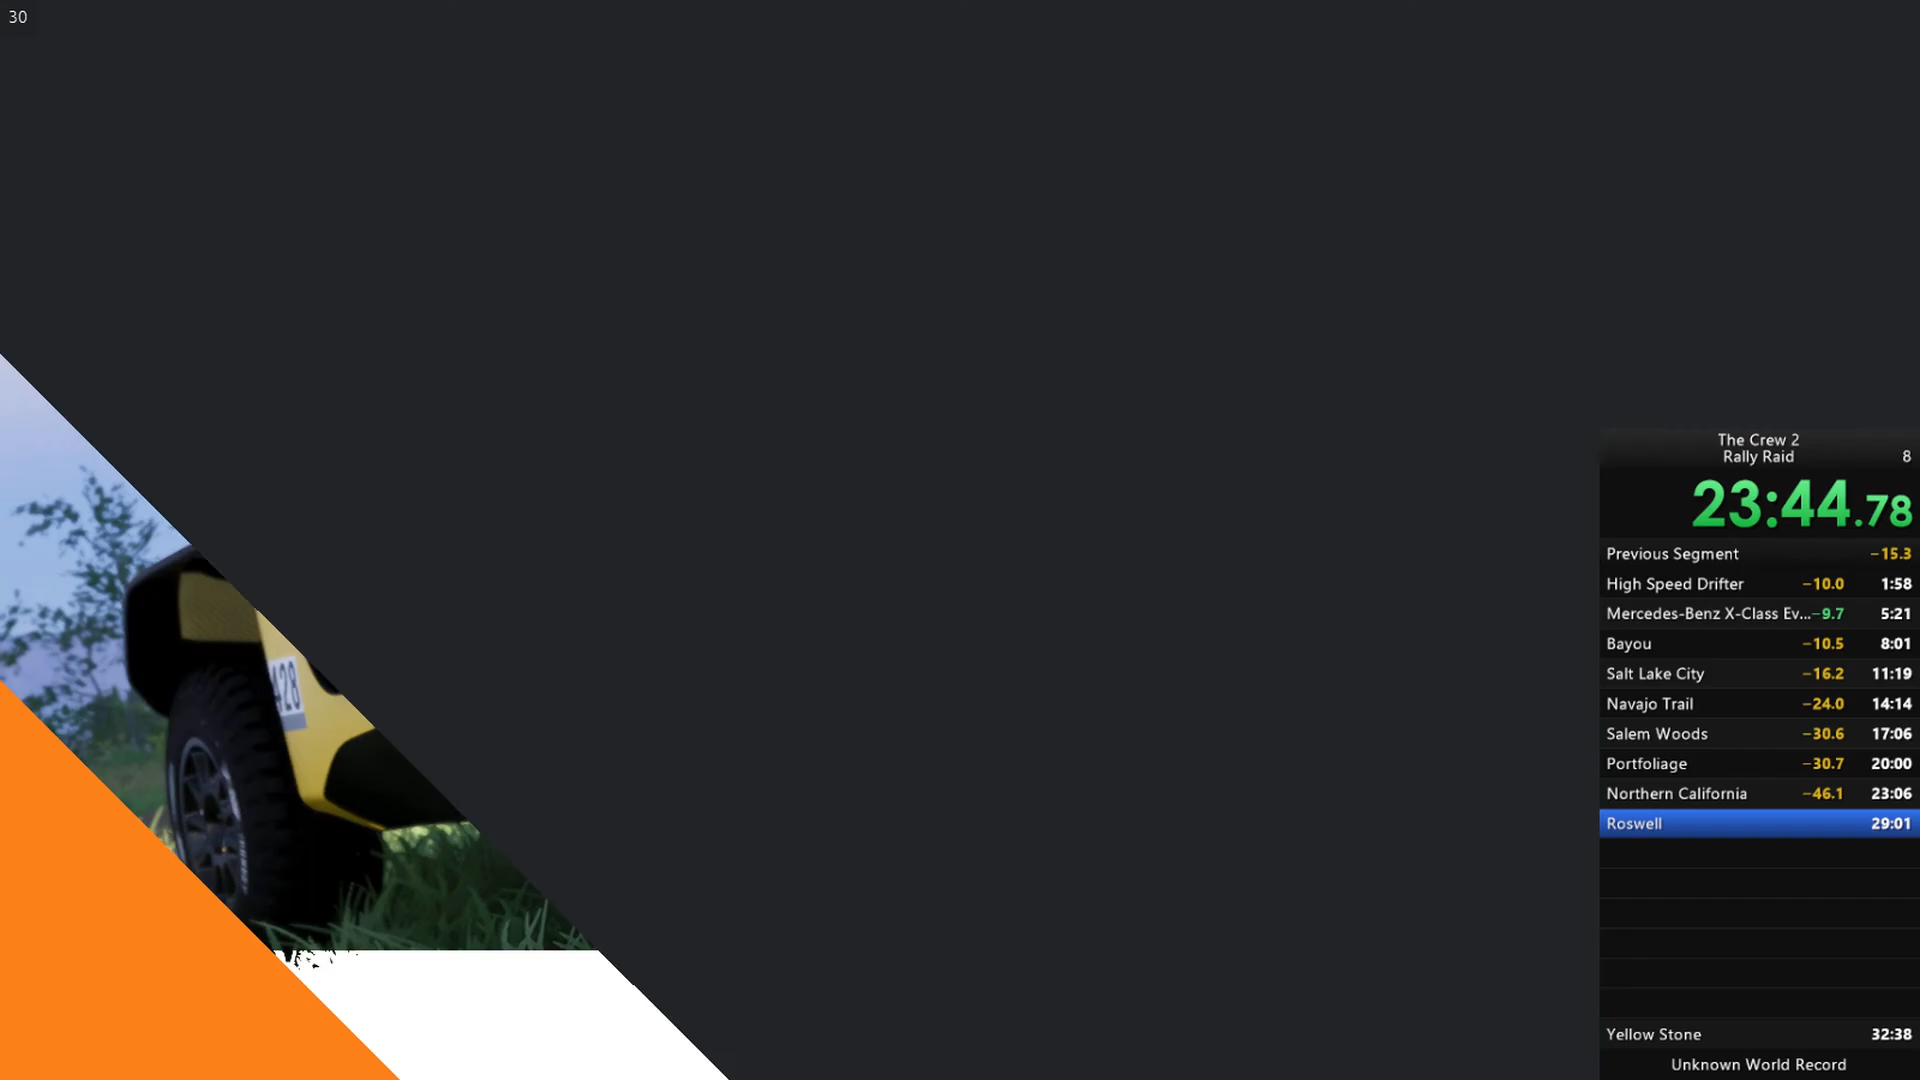 30
The Crew 2
Rally Raid 8
23:44.78
Previous Segment −15.3
High Speed Drifter −10.0 1:58
Mercedes-Benz X-Class Ev...−9.7 5:21
Bayou −10.5 8:01
Salt Lake City −16.2 11:19
Navajo Trail −24.0 14:14
Salem Woods −30.6 17:06
Portfoliage −30.7 20:00
Northern California −46.1 23:06
Roswell 29:01
Yellow Stone 32:38
Unknown World Record
428